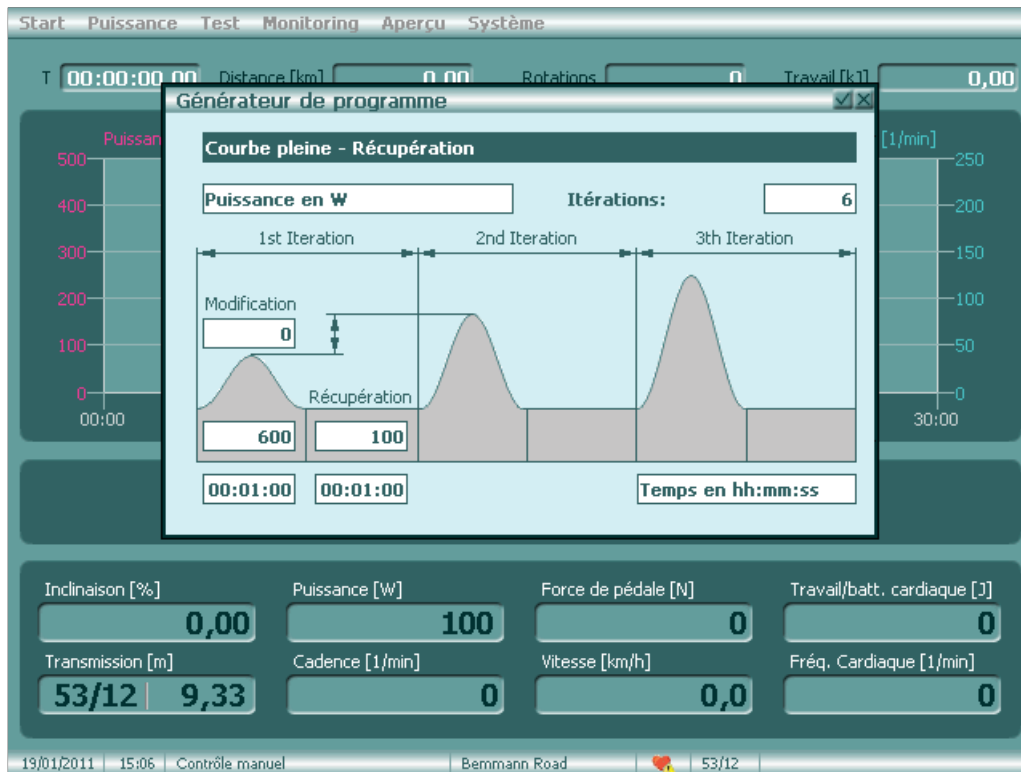 Start Puissance Test Monitoring Aperçu Système
T 00:00:00,00 Distance [km] 0,00 Rotations 0 Travail [kJ] 0,00
Générateur de programme
Puissan [1/min]
Courbe pleine - Récupération
500 250
Puissance en W Itérations: 6
400 200
1st Iteration 2nd Iteration 3th Iteration
300 150
200 100
Modification
0
100 50
Récupération
0 0
00:00 30:00
600 100
00:01:00 00:01:00 Temps en hh:mm:ss
Inclinaison [%] Puissance [W] Force de pédale [N] Travail/batt. cardiaque [J]
0,00 100 0 0
Transmission [m] Cadence [1/min] Vitesse [km/h] Fréq. Cardiaque [1/min]
53/12 9,33 0 0,0 0
19/01/2011 15:06 Contrôle manuel Bemmann Road 53/12